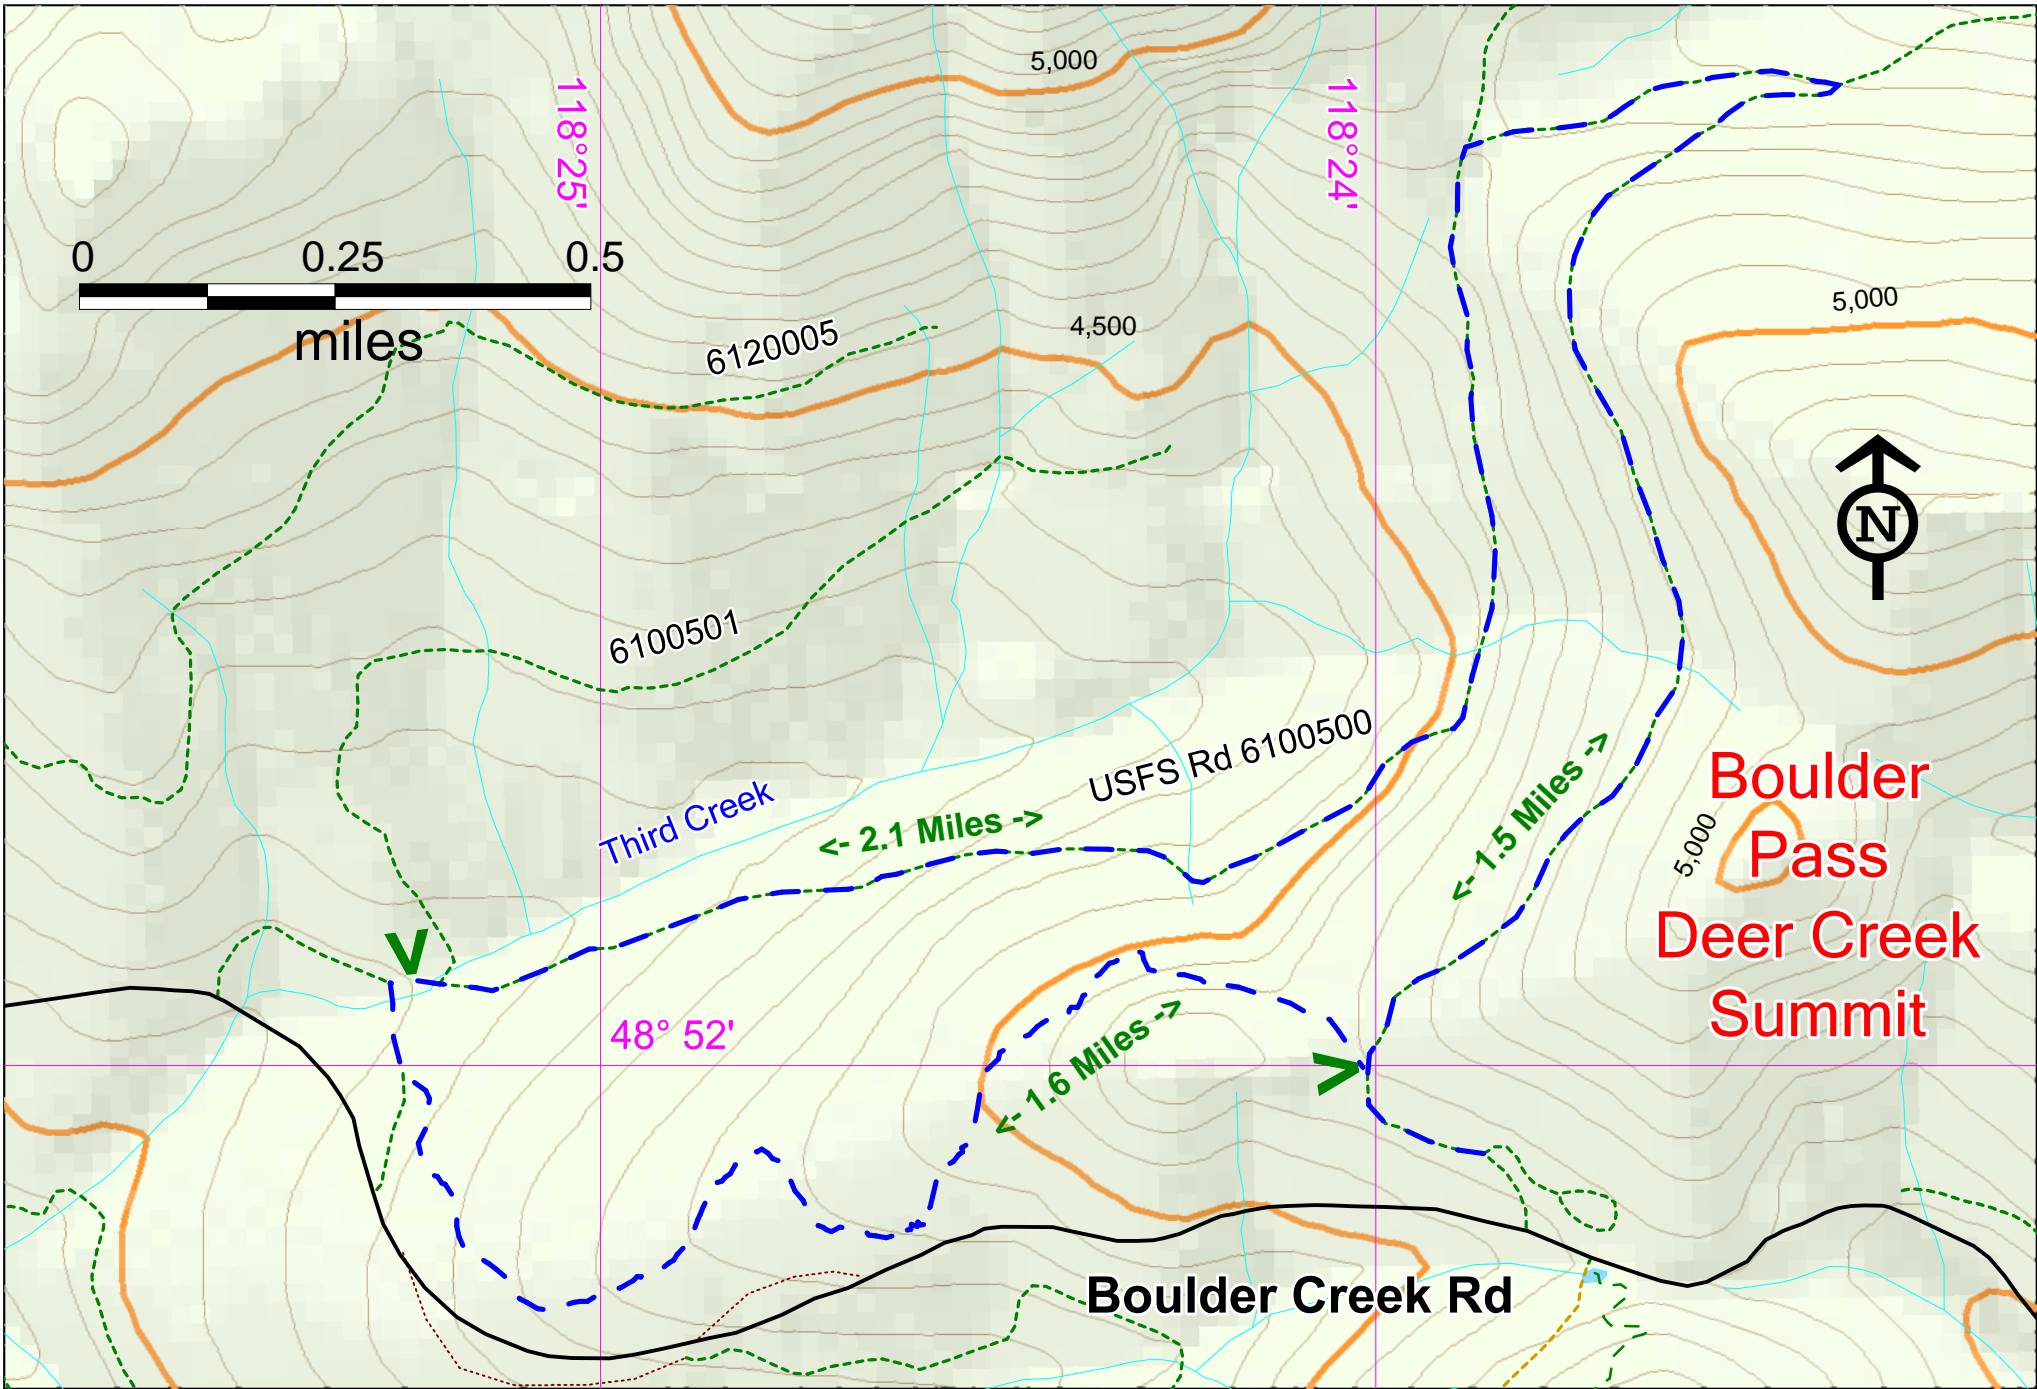 5,000
118°25'
118°24'
0 0.25 0.5
miles
6120005
4,500
5,000
N
6100501
USFS Rd 6100500
Third Creek
<- 2.1 Miles ->
<- 1.5 Miles ->
5,000
Boulder
Pass
Deer Creek
Summit
V
48° 52'
<- 1.6 Miles ->
>
Boulder Creek Rd